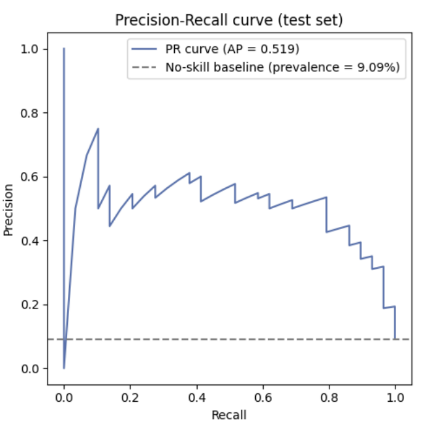 Precision-Recall curve (test set)
PR curve (AP = 0.519)
No-skill baseline (prevalence = 9.09%)
1.0
0.8
0.6
0.4
0.2
0.0
Precision
0.0 0.2 0.4 0.6 0.8 1.0
Recall